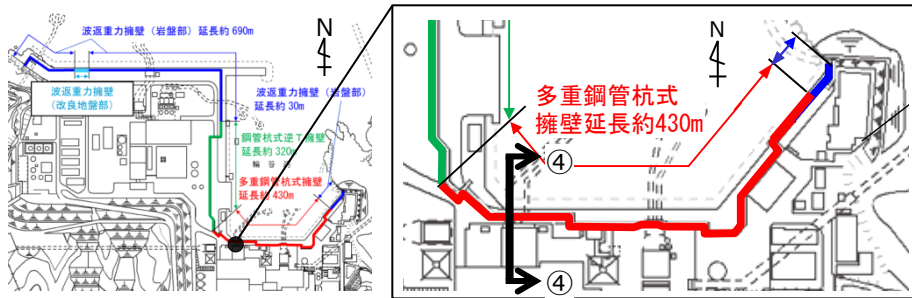 波返重力擁壁（岩盤部）延長約690m
N
波返重力擁壁
（改良地盤部）
波返重力擁壁（岩盤部）
延長約30m
鋼管杭式逆T擁壁
延長約320m
輪谷湾
多重鋼管杭式擁壁
延長約430m
N
多重鋼管杭式
擁壁延長約430m
④
④